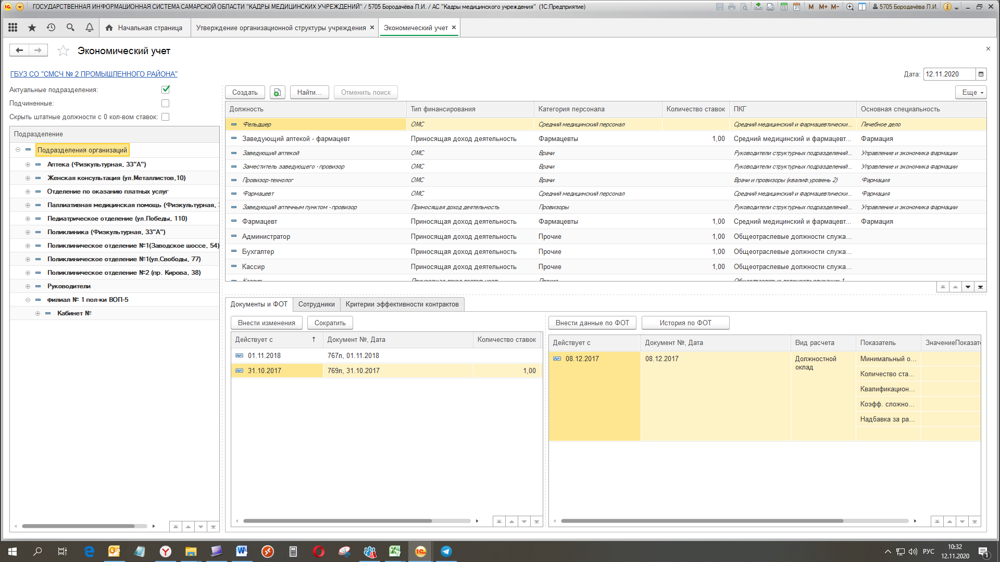 ГОСУДАРСТВЕННАЯ ИНФОРМАЦИОННАЯ СИСТЕМА САМАРСКОЙ ОБЛАСТИ "КАДРЫ МЕДИЦИНСКИХ УЧРЕЖДЕНИЙ" / 5705 Бородачёва Л.И. / АС "Кадры медицинского учреждения" (1С:Предприятие)
M M+ M- 5705 Бородачёва Л.И.
Начальная страница
Утверждение организационной структуры учреждения
Экономический учет
Экономический учет
ГБУЗ СО "СМСЧ № 2 ПРОМЫШЛЕННОГО РАЙОНА"
Дата: 12.11.2020
Актуальные подразделения:
Подчиненные:
Скрыть штатные должности с 0 кол-вом ставок:
Подразделение
Подразделения организаций
Аптека (Физкультурная, 33"А")
Женская консультация (ул.Металлистов,10)
Отделение по оказанию платных услуг
Паллиативная медицинская помощь (Физкультурная,
Педиатрическое отделение (ул.Победы, 110)
Поликлиника (Физкультурная, 33"А")
Поликлиническое отделение №1(Заводское шоссе, 54)
Поликлиническое отделение №1(ул.Свободы, 77)
Поликлиническое отделение №2 (пр. Кирова, 38)
Руководители
филиал № 1 пол-ки ВОП-5
Кабинет №
Создать Найти... Отменить поиск Еще
Должность Тип финансирования Категория персонала Количество ставок ПКГ Основная специальность
Фельдшер ОМС Средний медицинский персонал Средний медицинский и фармацевтически... Лечебное дело
Заведующий аптекой - фармацевт Приносящая доход деятельность Фармацевты 1,00 Средний медицинский и фармацевт... Фармация
Заведующий аптекой ОМС Врачи Руководители структурных подразделений... Управление и экономика фармации
Заместитель заведующего - провизор ОМС Врачи Руководители структурных подразделений... Управление и экономика фармации
Провизор-технолог ОМС Врачи Врачи и провизоры (квалиф.уровень 2) Фармация
Фармацевт ОМС Средний медицинский персонал Средний медицинский и фармацевтически... Фармация
Заведующий аптечным пунктом - провизор Приносящая доход деятельность Провизоры Руководители структурных подразделений... Управление и экономика фармации
Фармацевт Приносящая доход деятельность Фармацевты 1,00 Средний медицинский и фармацевт... Фармация
Администратор Приносящая доход деятельность Прочие 1,00 Общеотраслевые должности служа...
Бухгалтер Приносящая доход деятельность Прочие 1,00 Общеотраслевые должности служа...
Кассир Приносящая доход деятельность Прочие 1,00 Общеотраслевые должности служа...
Кассир Приносящая доход деятельность Прочие Общеотраслевые должности служащих 1
Документы и ФОТ Сотрудники Критерии эффективности контрактов
Внести изменения Сократить
Действует с ↑ Документ №, Дата Количество ставок
01.11.2018 767л, 01.11.2018
31.10.2017 769л, 31.10.2017 1,00
Внести данные по ФОТ История по ФОТ
Действует с Документ №, Дата Вид расчета Показатель ЗначениеПоказат
08.12.2017 08.12.2017 Должностной оклад Минимальный о...
Количество ста...
Квалификацион...
Коэфф. сложно...
Надбавка за ра...
РУС
10:32
12.11.2020
1